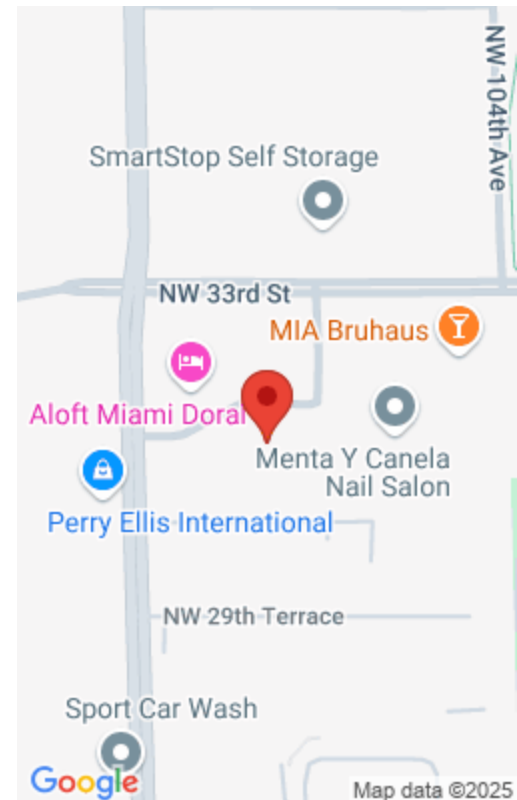 NW 104th Ave
SmartStop Self Storage
NW 33rd St
MIA Bruhaus
Aloft Miami Doral
Menta Y Canela
Nail Salon
Perry Ellis International
NW 29th Terrace
Sport Car Wash
Google
Map data ©2025